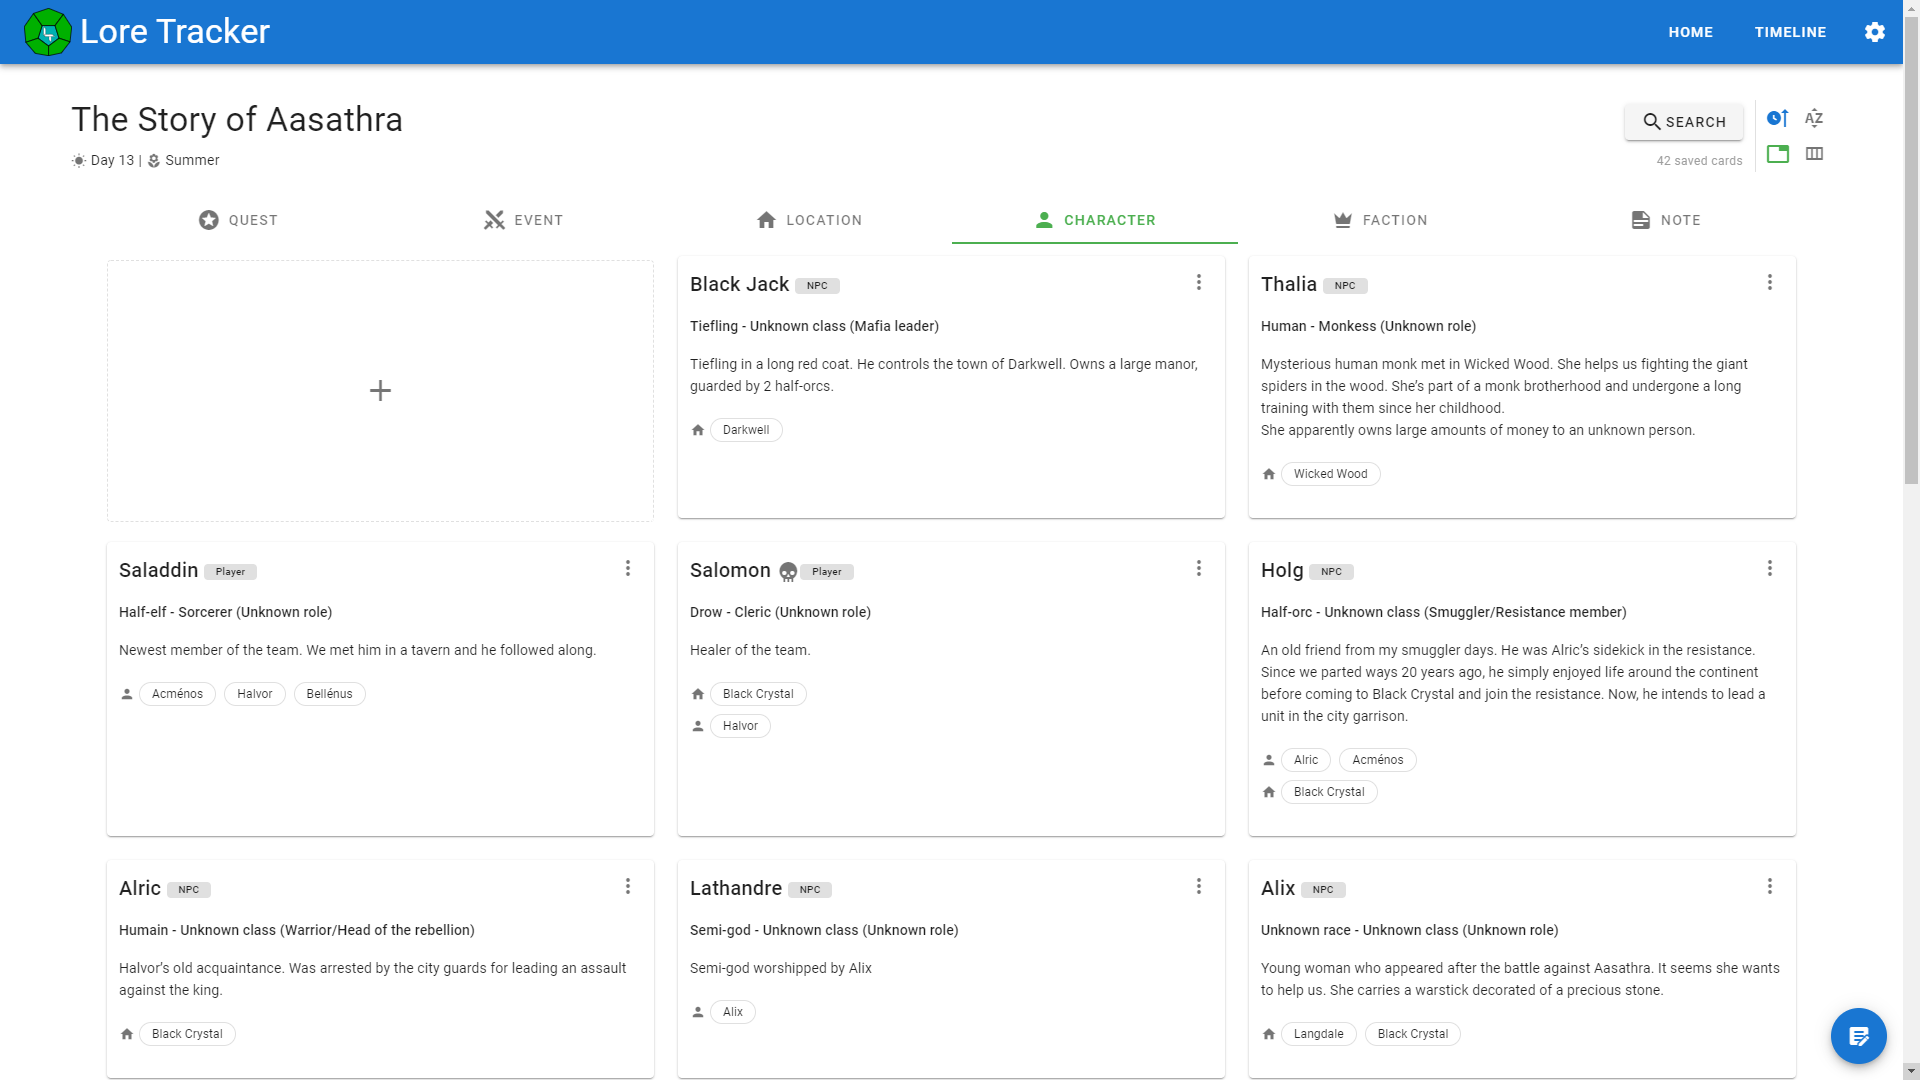 Lore Tracker
HOME
TIMELINE
The Story of Aasathra
Day 13 | Summer
SEARCH
42 saved cards
AZ
QUEST
EVENT
LOCATION
CHARACTER
FACTION
NOTE
Black Jack NPC
Tiefling - Unknown class (Mafia leader)
Tiefling in a long red coat. He controls the town of Darkwell. Owns a large manor,
guarded by 2 half-orcs.
Darkwell
Thalia NPC
Human - Monkess (Unknown role)
Mysterious human monk met in Wicked Wood. She helps us fighting the giant
spiders in the wood. She’s part of a monk brotherhood and undergone a long
training with them since her childhood.
She apparently owns large amounts of money to an unknown person.
Wicked Wood
Saladdin Player
Half-elf - Sorcerer (Unknown role)
Newest member of the team. We met him in a tavern and he followed along.
Acménos Halvor Bellénus
Salomon Player
Drow - Cleric (Unknown role)
Healer of the team.
Black Crystal
Halvor
Holg NPC
Half-orc - Unknown class (Smuggler/Resistance member)
An old friend from my smuggler days. He was Alric’s sidekick in the resistance.
Since we parted ways 20 years ago, he simply enjoyed life around the continent
before coming to Black Crystal and join the resistance. Now, he intends to lead a
unit in the city garrison.
Alric Acménos
Black Crystal
Alric NPC
Humain - Unknown class (Warrior/Head of the rebellion)
Halvor’s old acquaintance. Was arrested by the city guards for leading an assault
against the king.
Black Crystal
Lathandre NPC
Semi-god - Unknown class (Unknown role)
Semi-god worshipped by Alix
Alix
Alix NPC
Unknown race - Unknown class (Unknown role)
Young woman who appeared after the battle against Aasathra. It seems she wants
to help us. She carries a warstick decorated of a precious stone.
Langdale Black Crystal